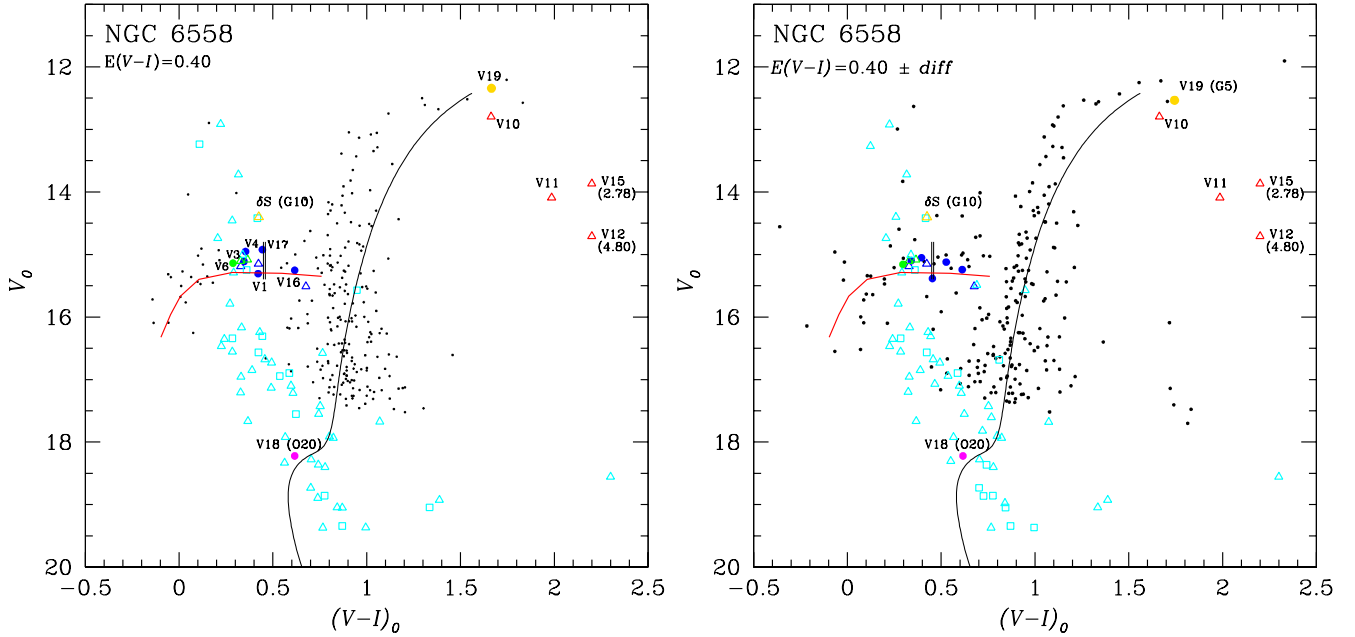 NGC 6558
E(V−I)=0.40
12
14
16
18
20
V₀
−0.5
0
0.5
1
1.5
2
2.5
(V−I)₀
V19
V10
V11
V15
(2.78)
V12
(4.80)
δS (G10)
V4
V17
V3
V6
V1
V16
V18 (O20)
NGC 6558
E(V−I)=0.40 ± diff
12
14
16
18
20
V₀
−0.5
0
0.5
1
1.5
2
2.5
(V−I)₀
V19 (G5)
V10
V11
V15
(2.78)
V12
(4.80)
δS (G10)
V18 (O20)